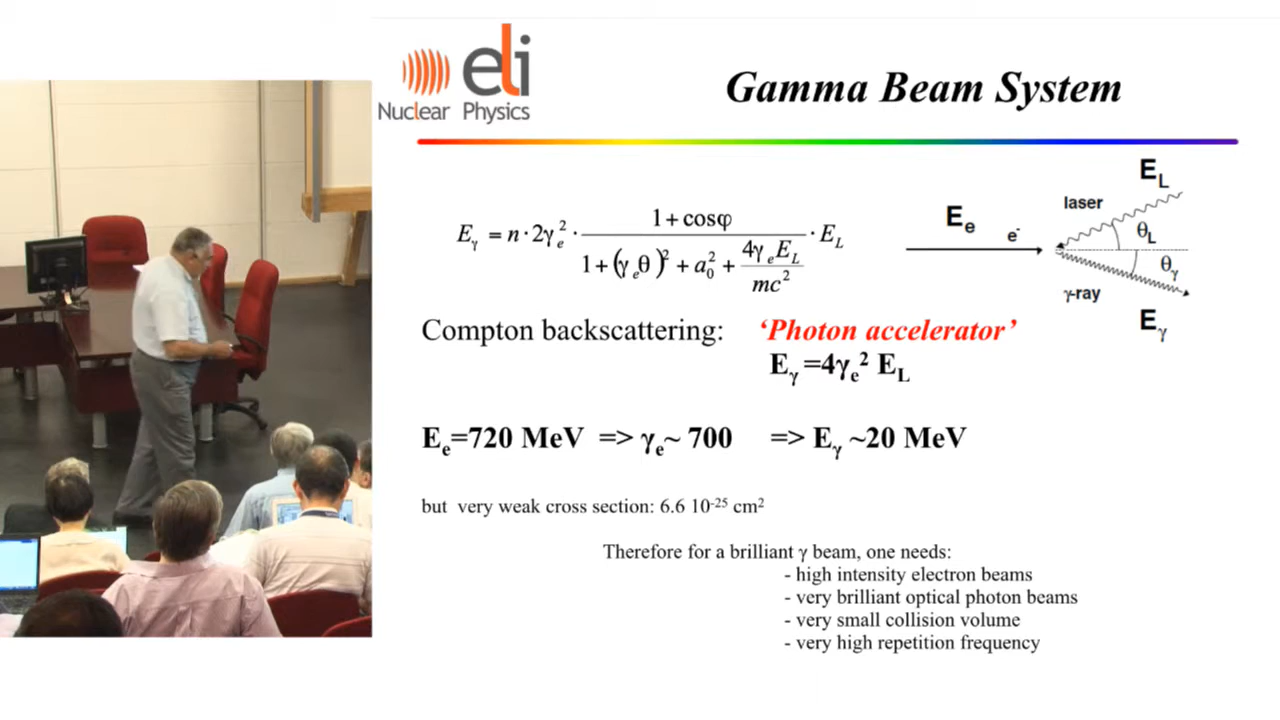 eli
Nuclear Physics
Gamma Beam System
Eγ = n · 2γe² · (1 + cosφ) / (1 + (γeθ)² + a0² + 4γeEL / mc²) · EL
EL
laser
Ee
e-
θL
θγ
γ-ray
Eγ
Compton backscattering: ‘Photon accelerator’
Eγ =4γe² EL
Ee=720 MeV => γe~ 700 => Eγ ~20 MeV
but very weak cross section: 6.6 10⁻²⁵ cm²
Therefore for a brilliant γ beam, one needs:
- high intensity electron beams
- very brilliant optical photon beams
- very small collision volume
- very high repetition frequency